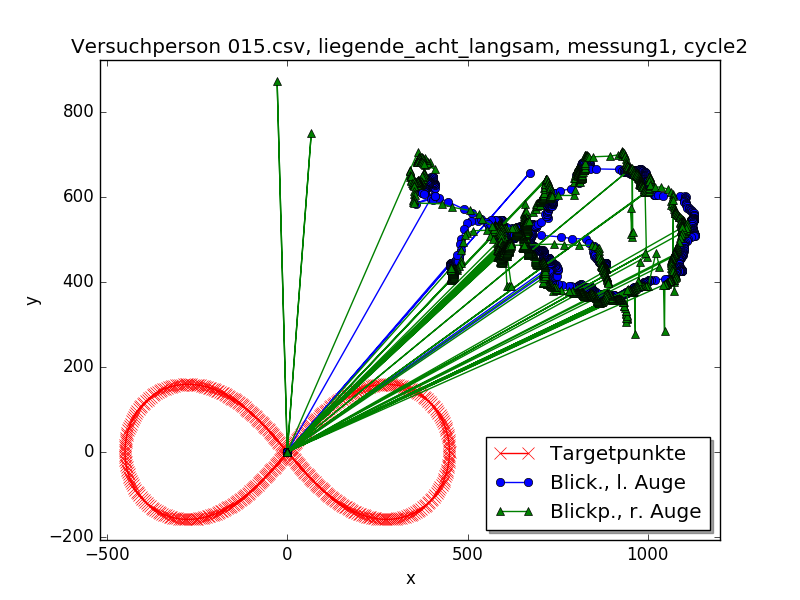 Versuchperson 015.csv, liegende_acht_langsam, messung1, cycle2
800
600
400
200
0
−200
y
−500
0
500
1000
x
Targetpunkte
Blick., l. Auge
Blickp., r. Auge